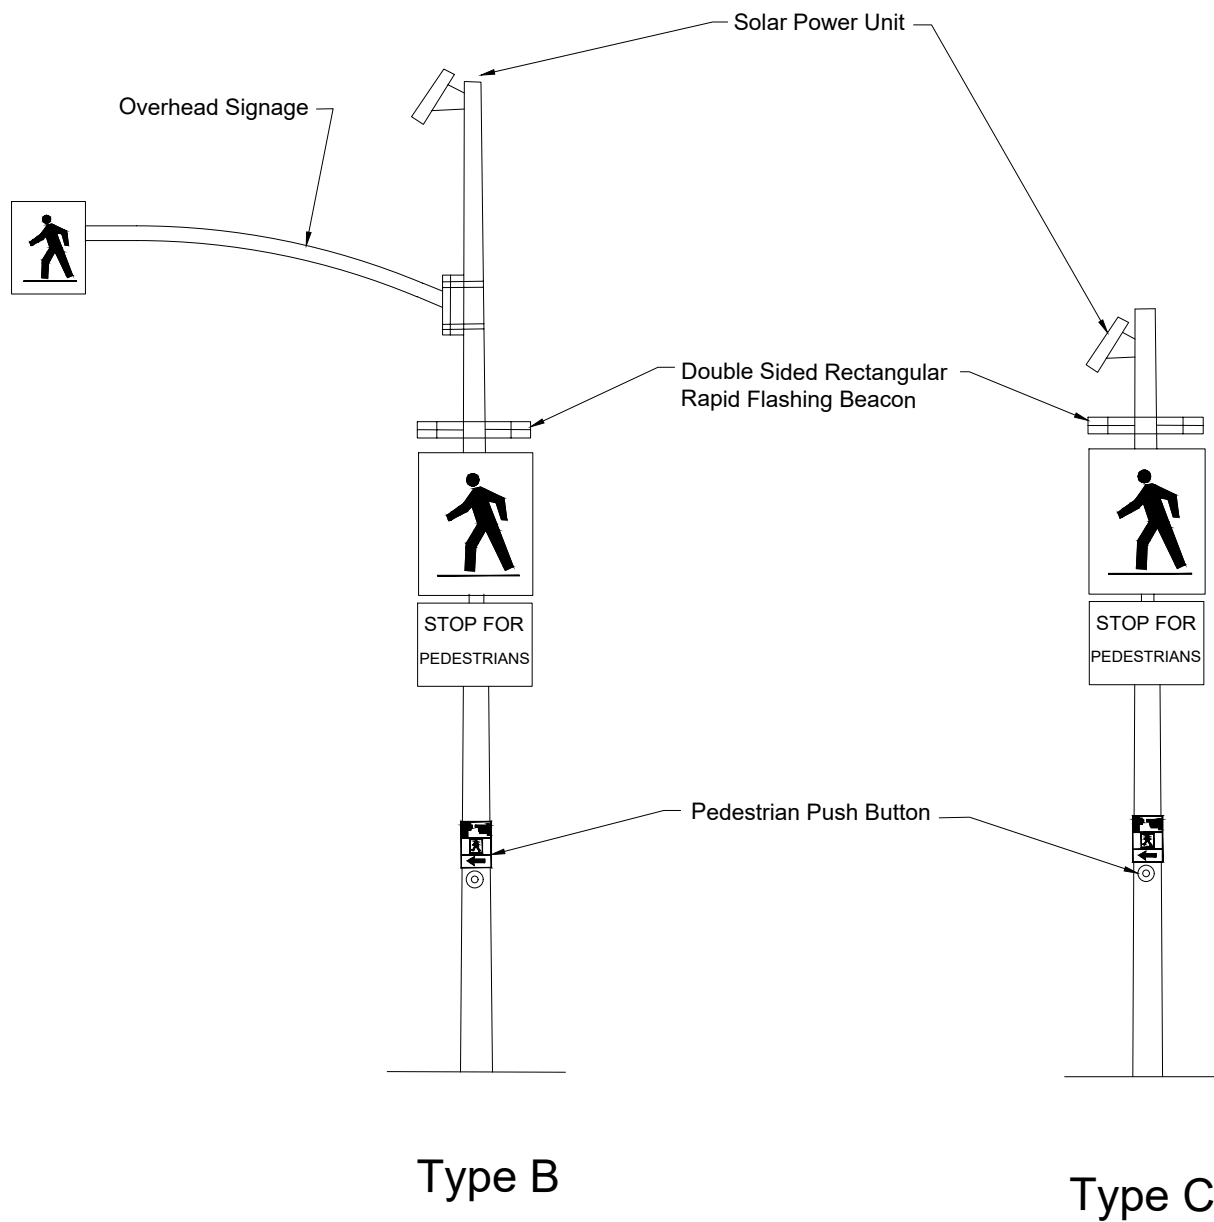 Solar Power Unit
Overhead Signage
Double Sided Rectangular
Rapid Flashing Beacon
STOP FOR
PEDESTRIANS
STOP FOR
PEDESTRIANS
Pedestrian Push Button
Type B
Type C